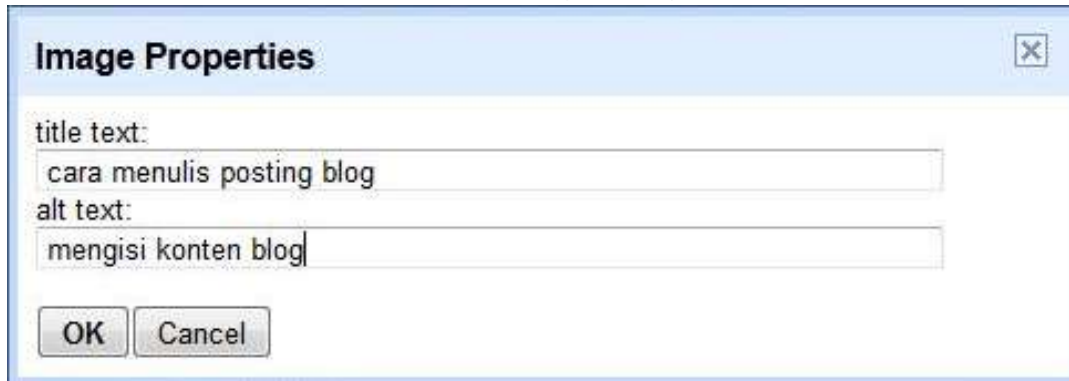 Image Properties
title text:
cara menulis posting blog
alt text:
mengisi konten blog
OK Cancel